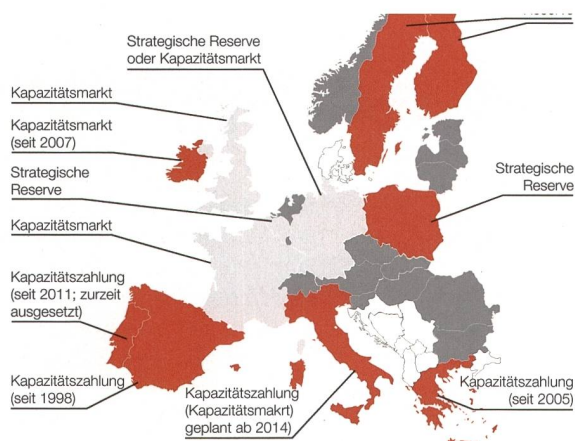 Strategische Reserve
oder Kapazitätsmarkt
Kapazitätsmarkt
Kapazitätsmarkt
(seit 2007)
Strategische
Reserve
Strategische
Reserve
Kapazitätsmarkt
Kapazitätszahlung
(seit 2011; zurzeit
ausgesetzt)
Kapazitätszahlung
(seit 1998)
Kapazitätszahlung
(Kapazitätsmakrt)
geplant ab 2014)
Kapazitätszahlung
(seit 2005)